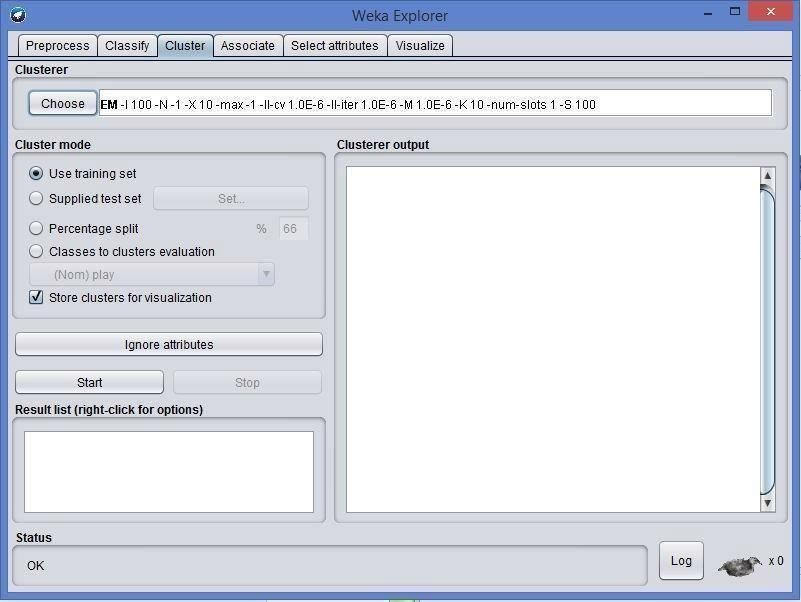 Weka Explorer
Preprocess Classify Cluster Associate Select attributes Visualize
Clusterer
Choose EM -I 100 -N -1 -X 10 -max -1 -ll-cv 1.0E-6 -ll-iter 1.0E-6 -M 1.0E-6 -K 10 -num-slots 1 -S 100
Cluster mode
Use training set
Supplied test set Set...
Percentage split % 66
Classes to clusters evaluation
(Nom) play
Store clusters for visualization
Ignore attributes
Start Stop
Result list (right-click for options)
Clusterer output
Status
OK
Log x 0